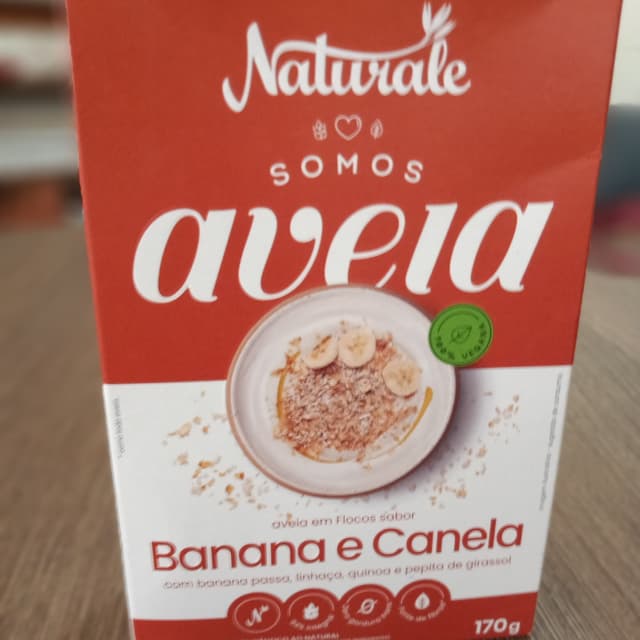 Naturale
SOMOS
aveia
100% VEGANA
aveia em Flocos sabor
Banana e Canela
com banana passa, linhaça, quinoa e pepita de girassol
170g